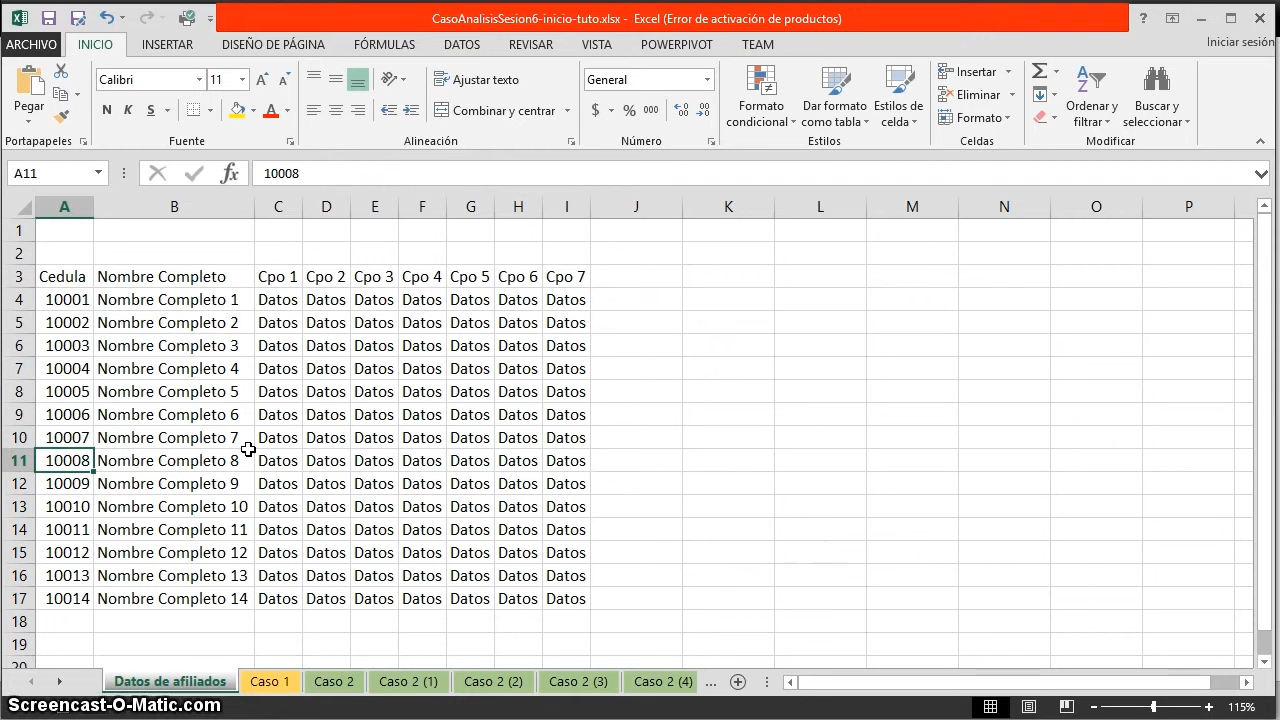 CasoAnalisisSesion6-inicio-tuto.xlsx - Excel (Error de activación de productos)
ARCHIVO INICIO INSERTAR DISEÑO DE PÁGINA FÓRMULAS DATOS REVISAR VISTA POWERPIVOT TEAM Iniciar sesión
Pegar
Portapapeles
Calibri 11
N K S
Fuente
Ajustar texto
Combinar y centrar
Alineación
General
$ % 000
Número
Formato condicional
Dar formato como tabla
Estilos de celda
Estilos
Insertar
Eliminar
Formato
Celdas
Ordenar y filtrar
Buscar y seleccionar
Modificar
A11 fx 10008
A B C D E F G H I J K L M N O P
1
2
3 Cedula Nombre Completo Cpo 1 Cpo 2 Cpo 3 Cpo 4 Cpo 5 Cpo 6 Cpo 7
4 10001 Nombre Completo 1 Datos Datos Datos Datos Datos Datos Datos
5 10002 Nombre Completo 2 Datos Datos Datos Datos Datos Datos Datos
6 10003 Nombre Completo 3 Datos Datos Datos Datos Datos Datos Datos
7 10004 Nombre Completo 4 Datos Datos Datos Datos Datos Datos Datos
8 10005 Nombre Completo 5 Datos Datos Datos Datos Datos Datos Datos
9 10006 Nombre Completo 6 Datos Datos Datos Datos Datos Datos Datos
10 10007 Nombre Completo 7 Datos Datos Datos Datos Datos Datos Datos
11 10008 Nombre Completo 8 Datos Datos Datos Datos Datos Datos Datos
12 10009 Nombre Completo 9 Datos Datos Datos Datos Datos Datos Datos
13 10010 Nombre Completo 10 Datos Datos Datos Datos Datos Datos Datos
14 10011 Nombre Completo 11 Datos Datos Datos Datos Datos Datos Datos
15 10012 Nombre Completo 12 Datos Datos Datos Datos Datos Datos Datos
16 10013 Nombre Completo 13 Datos Datos Datos Datos Datos Datos Datos
17 10014 Nombre Completo 14 Datos Datos Datos Datos Datos Datos Datos
18
19
20
Datos de afiliados Caso 1 Caso 2 Caso 2 (1) Caso 2 (2) Caso 2 (3) Caso 2 (4) ...
Screencast-O-Matic.com 115%